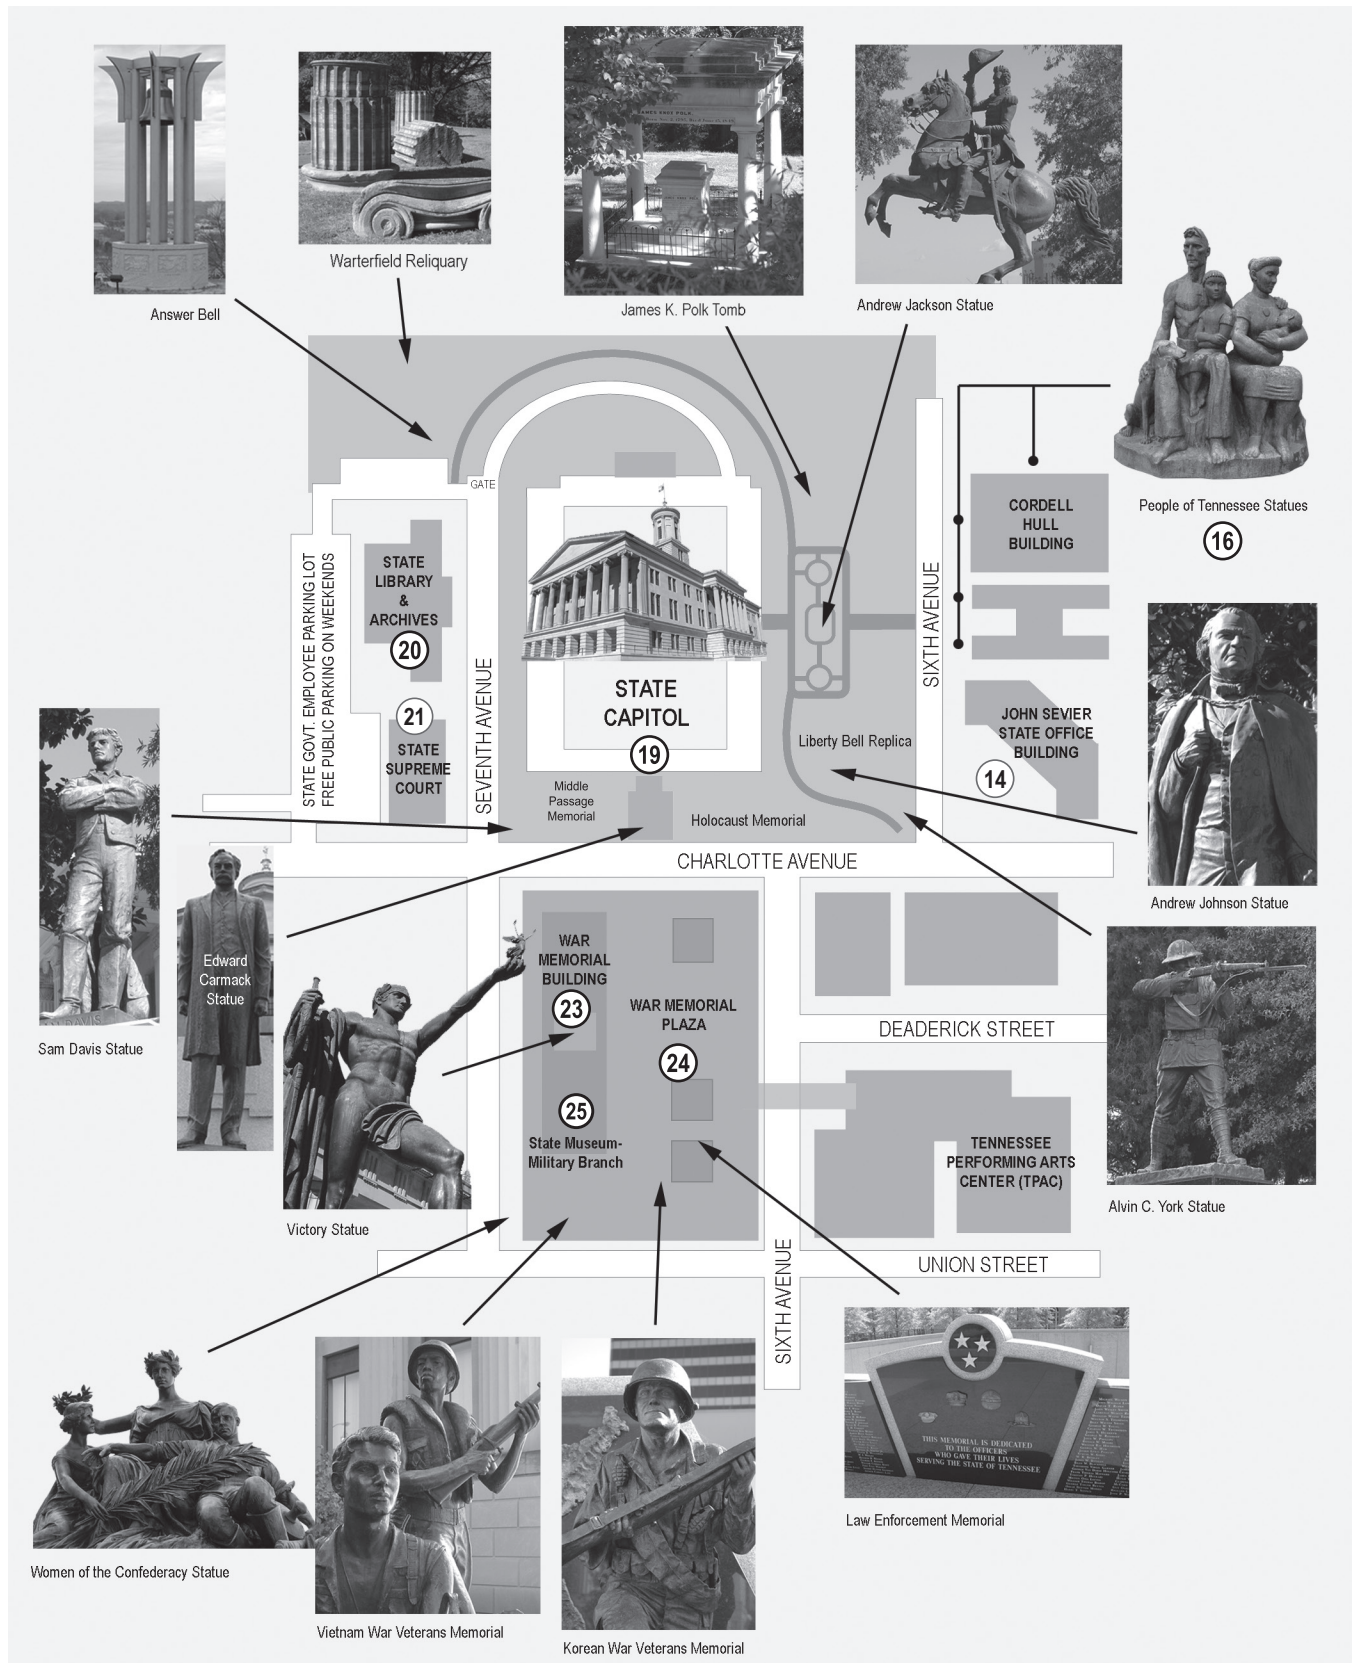 Answer Bell
Warterfield Reliquary
JAMES KNOX POLK.
James K. Polk Tomb
Andrew Jackson Statue
People of Tennessee Statues
16
GATE
CORDELL
HULL
BUILDING
STATE GOVT. EMPLOYEE PARKING LOT
FREE PUBLIC PARKING ON WEEKENDS
STATE
LIBRARY
&
ARCHIVES
20
21
STATE
SUPREME
COURT
SEVENTH AVENUE
STATE
CAPITOL
19
SIXTH AVENUE
JOHN SEVIER
STATE OFFICE
BUILDING
14
Liberty Bell Replica
Middle
Passage
Memorial
Holocaust Memorial
CHARLOTTE AVENUE
Andrew Johnson Statue
DAVIS
Sam Davis Statue
Edward
Carmack
Statue
Victory Statue
WAR
MEMORIAL
BUILDING
23
WAR MEMORIAL
PLAZA
24
25
State Museum-
Military Branch
DEADERICK STREET
TENNESSEE
PERFORMING ARTS
CENTER (TPAC)
Alvin C. York Statue
UNION STREET
SIXTH AVENUE
THIS MEMORIAL IS DEDICATED
TO THE OFFICERS
WHO GAVE THEIR LIVES
SERVING THE STATE OF TENNESSEE
Law Enforcement Memorial
Women of the Confederacy Statue
Vietnam War Veterans Memorial
Korean War Veterans Memorial